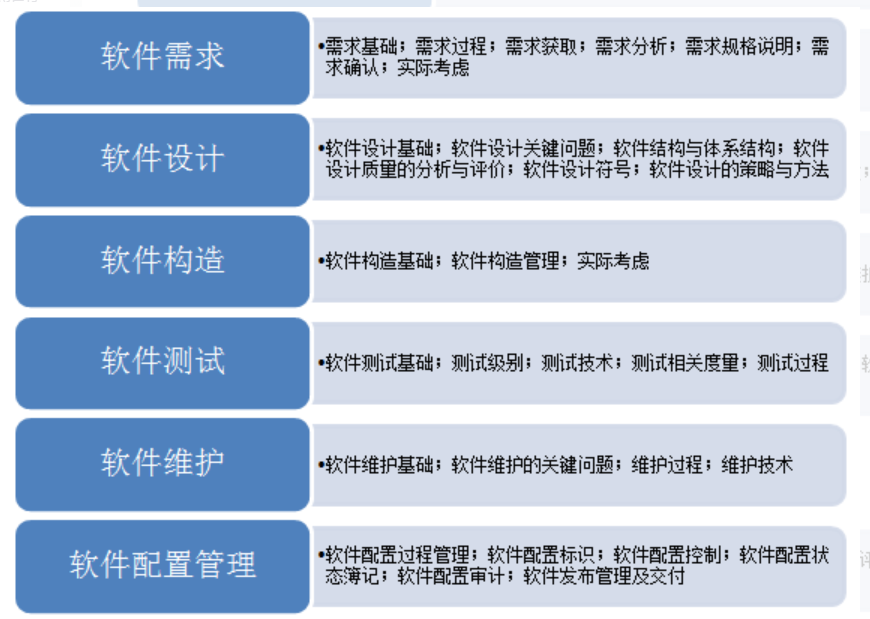 软件需求
•需求基础；需求过程；需求获取；需求分析；需求规格说明；需
求确认；实际考虑
软件设计
•软件设计基础；软件设计关键问题；软件结构与体系结构；软件
设计质量的分析与评价；软件设计符号；软件设计的策略与方法
软件构造
•软件构造基础；软件构造管理；实际考虑
软件测试
•软件测试基础；测试级别；测试技术；测试相关度量；测试过程
软件维护
•软件维护基础；软件维护的关键问题；维护过程；维护技术
软件配置管理
•软件配置过程管理；软件配置标识；软件配置控制；软件配置状
态簿记；软件配置审计；软件发布管理及交付